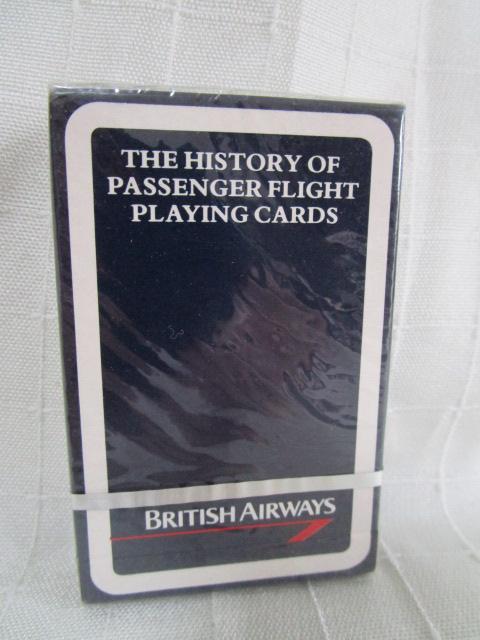 THE HISTORY OF
PASSENGER FLIGHT
PLAYING CARDS
BRITISH AIRWAYS